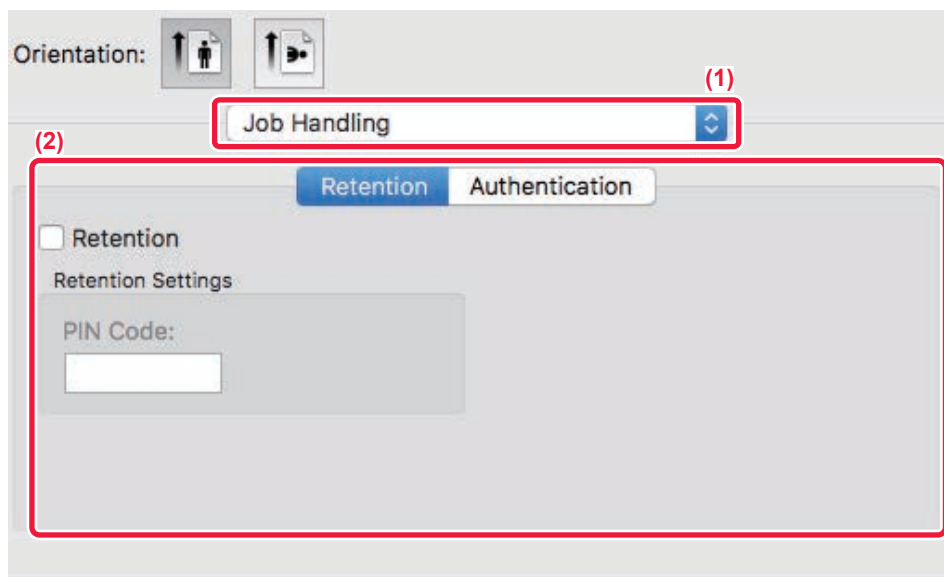 Orientation:
(1)
Job Handling
(2)
Retention Authentication
Retention
Retention Settings
PIN Code: